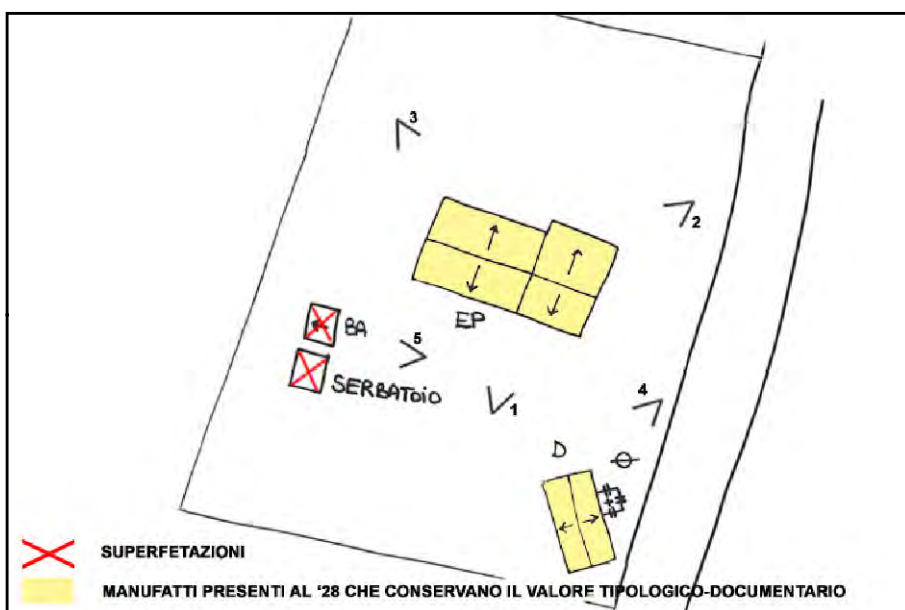 3
2
EP
BA
5
SERBATOIO
1
4
D
SUPERFETAZIONI
MANUFATTI PRESENTI AL '28 CHE CONSERVANO IL VALORE TIPOLOGICO-DOCUMENTARIO